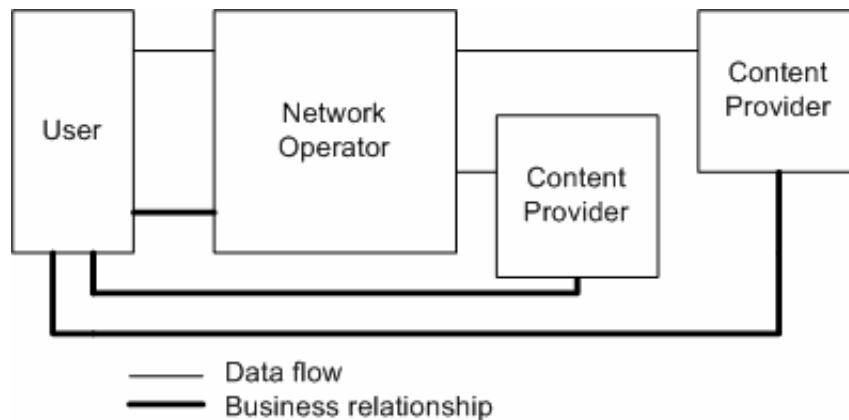 User
Network
Operator
Content
Provider
Content
Provider
Data flow
Business relationship